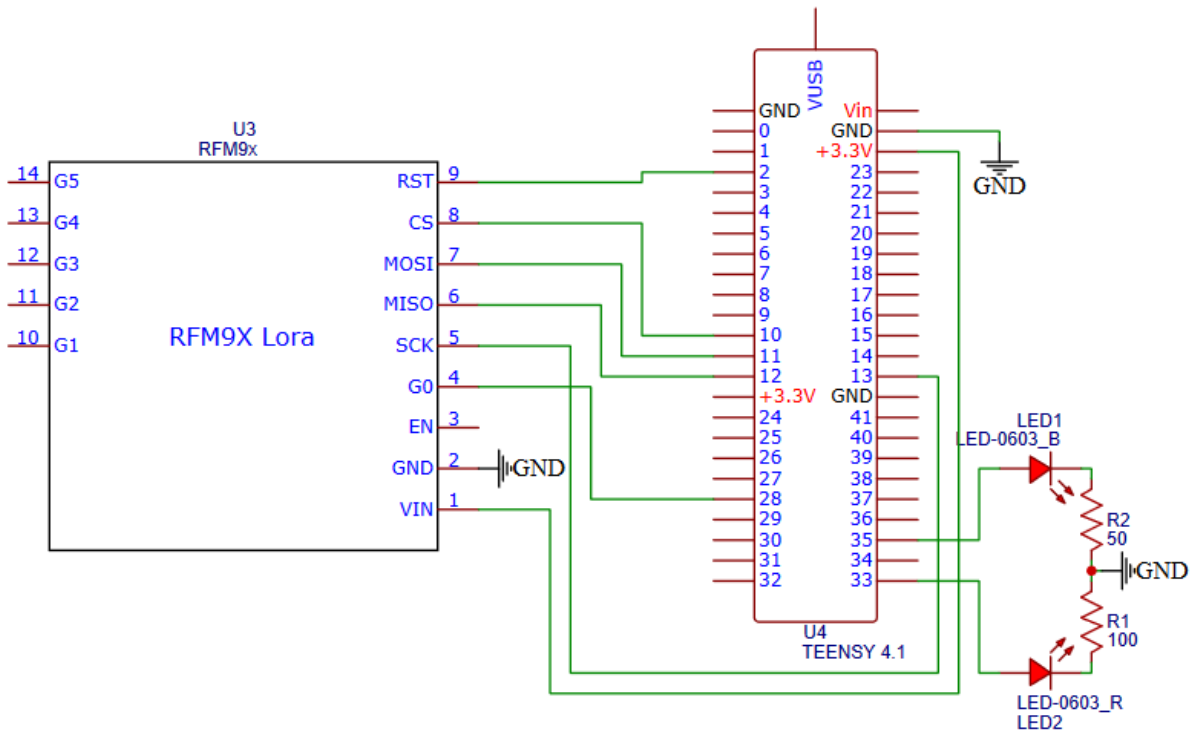 U3
RFM9x
RFM9X Lora
14 G5
13 G4
12 G3
11 G2
10 G1
RST 9
CS 8
MOSI 7
MISO 6
SCK 5
G0 4
EN 3
GND 2
GND
VIN 1
VUSB
GND Vin
0 GND
1 +3.3V
2 23
3 22
4 21
5 20
6 19
7 18
8 17
9 16
10 15
11 14
12 13
+3.3V GND
24 41
25 40
26 39
27 38
28 37
29 36
30 35
31 34
32 33
U4
TEENSY 4.1
GND
LED1
LED-0603_B
R2
50
GND
R1
100
LED-0603_R
LED2